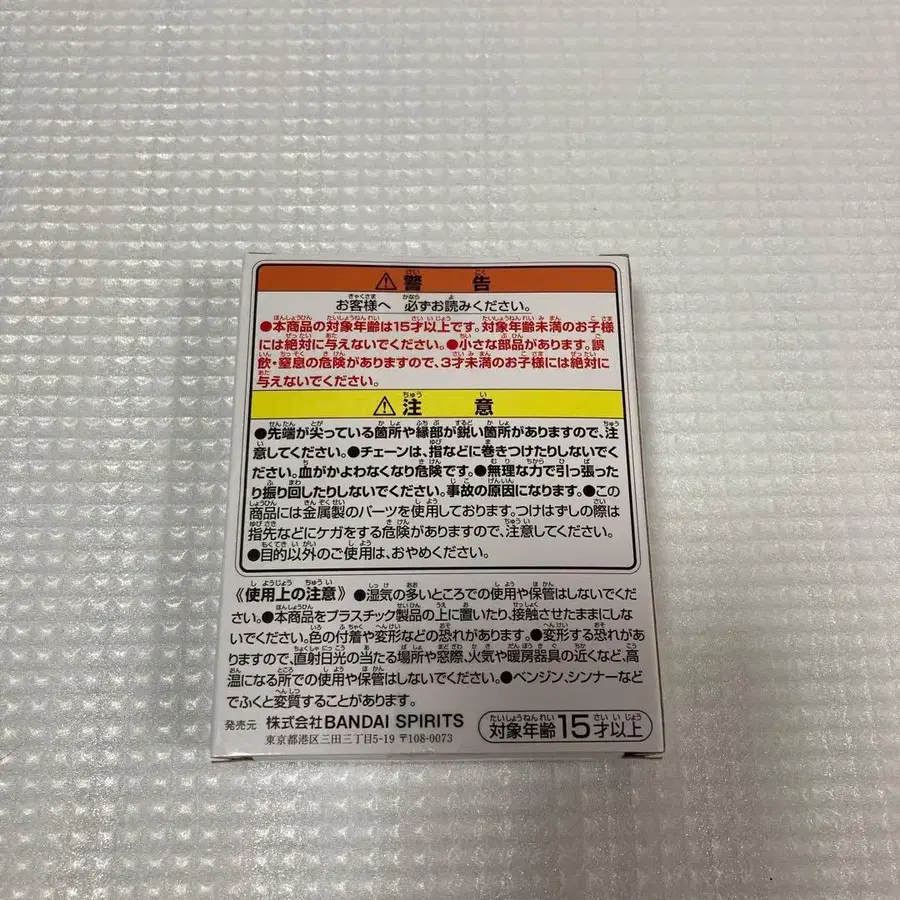 ⚠警告
お客様へ 必ずお読みください。
●本商品の対象年齢は15才以上です。対象年齢未満のお子様
には絶対に与えないでください。●小さな部品があります。誤
飲・窒息の危険がありますので、3才未満のお子様には絶対に
与えないでください。
⚠注意
●先端が尖っている箇所や縁部が鋭い箇所がありますので、注
意してください。●チェーンは、指などに巻きつけたりしないでく
ださい。血がかよわなくなり危険です。●無理な力で引っ張った
り振り回したりしないでください。事故の原因になります。●この
商品には金属製のパーツを使用しております。つけはずしの際は
指先などにケガをする危険がありますので、注意してください。
●目的以外のご使用は、おやめください。
《使用上の注意》●湿気の多いところでの使用や保管はしないでくだ
さい。●本商品をプラスチック製品の上に置いたり、接触させたままにしな
いでください。色の付着や変形などの恐れがあります。●変形する恐れがあ
りますので、直射日光の当たる場所や窓際、火気や暖房器具の近くなど、高
温になる所での使用や保管はしないでください。●ベンジン、シンナーなど
でふくと変質することがあります。
発売元 株式会社BANDAI SPIRITS
東京都港区三田三丁目5-19 〒108-0073
対象年齢15才以上